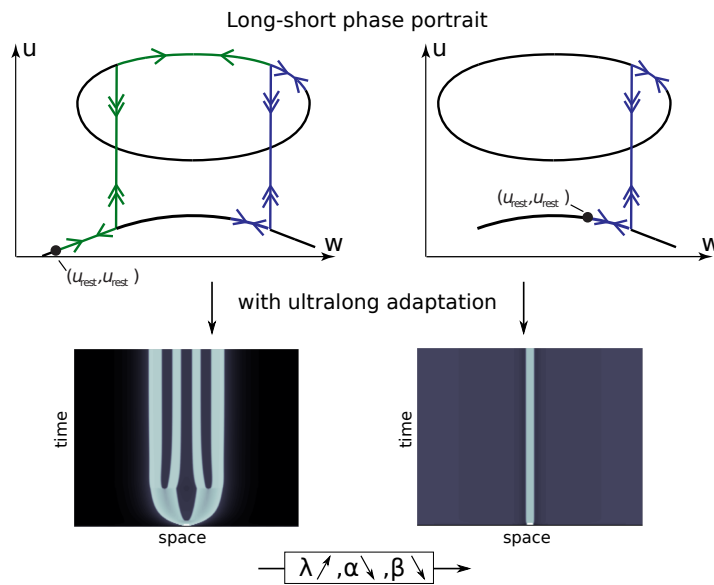 Long-short phase portrait
u
u
(u_rest,u_rest )
w
w
(u_rest,u_rest )
with ultralong adaptation
time
time
space
space
λ↗,α↘,β↘